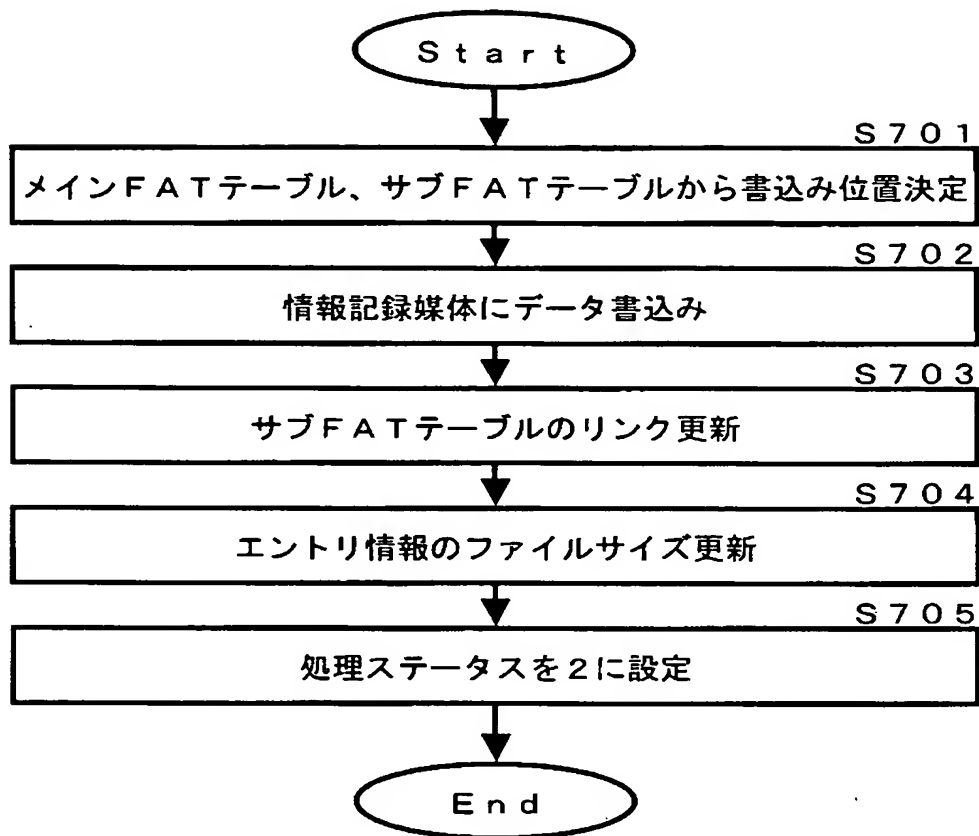 Start
S701
メインFATテーブル、サブFATテーブルから書込み位置決定
S702
情報記録媒体にデータ書込み
S703
サブFATテーブルのリンク更新
S704
エントリ情報のファイルサイズ更新
S705
処理ステータスを2に設定
End